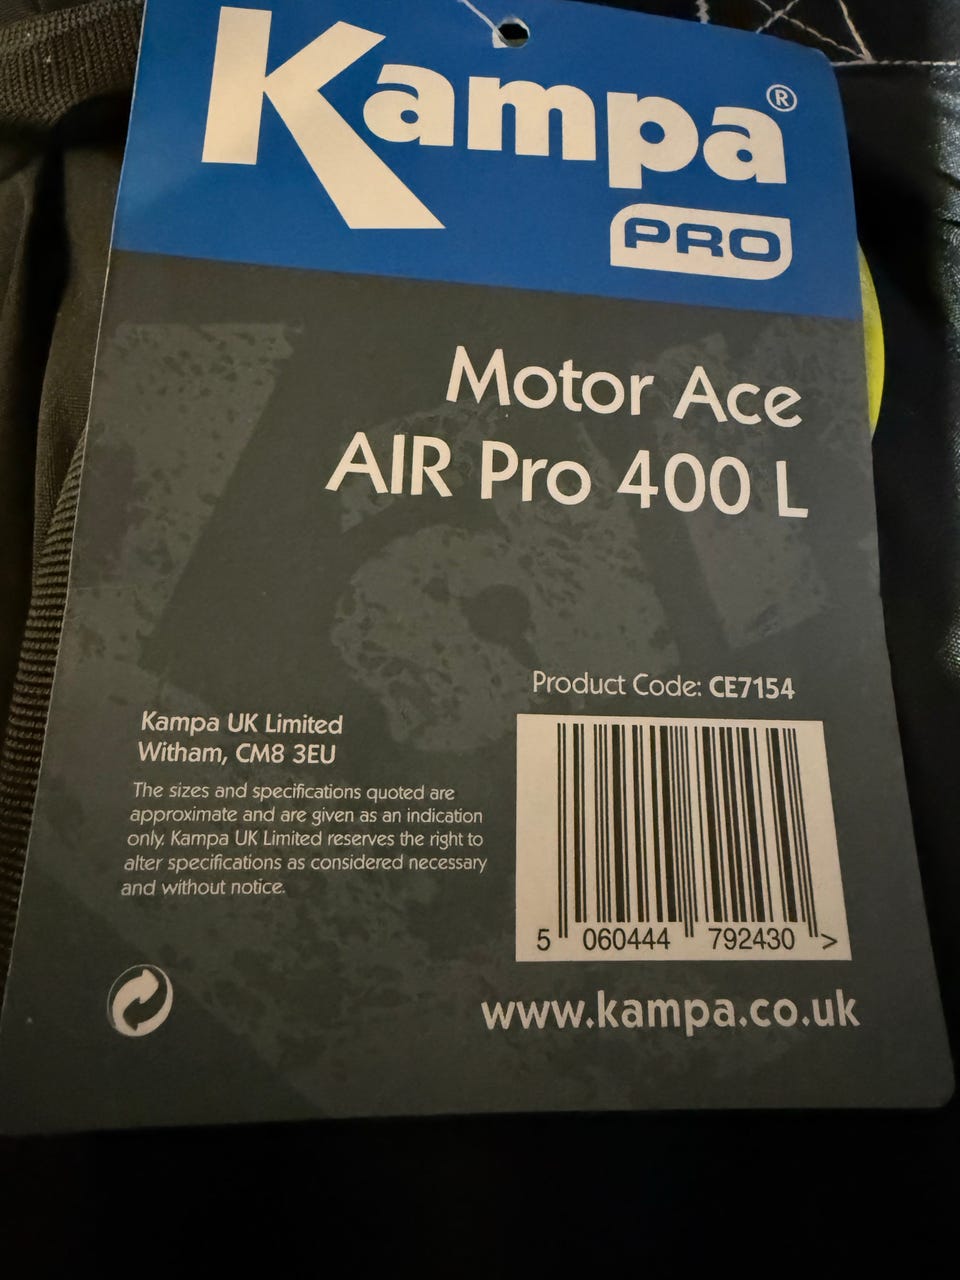 Kampa®
PRO
Motor Ace
AIR Pro 400 L
Product Code: CE7154
Kampa UK Limited
Witham, CM8 3EU
The sizes and specifications quoted are
approximate and are given as an indication
only. Kampa UK Limited reserves the right to
alter specifications as considered necessary
and without notice.
5 060444 792430 >
www.kampa.co.uk